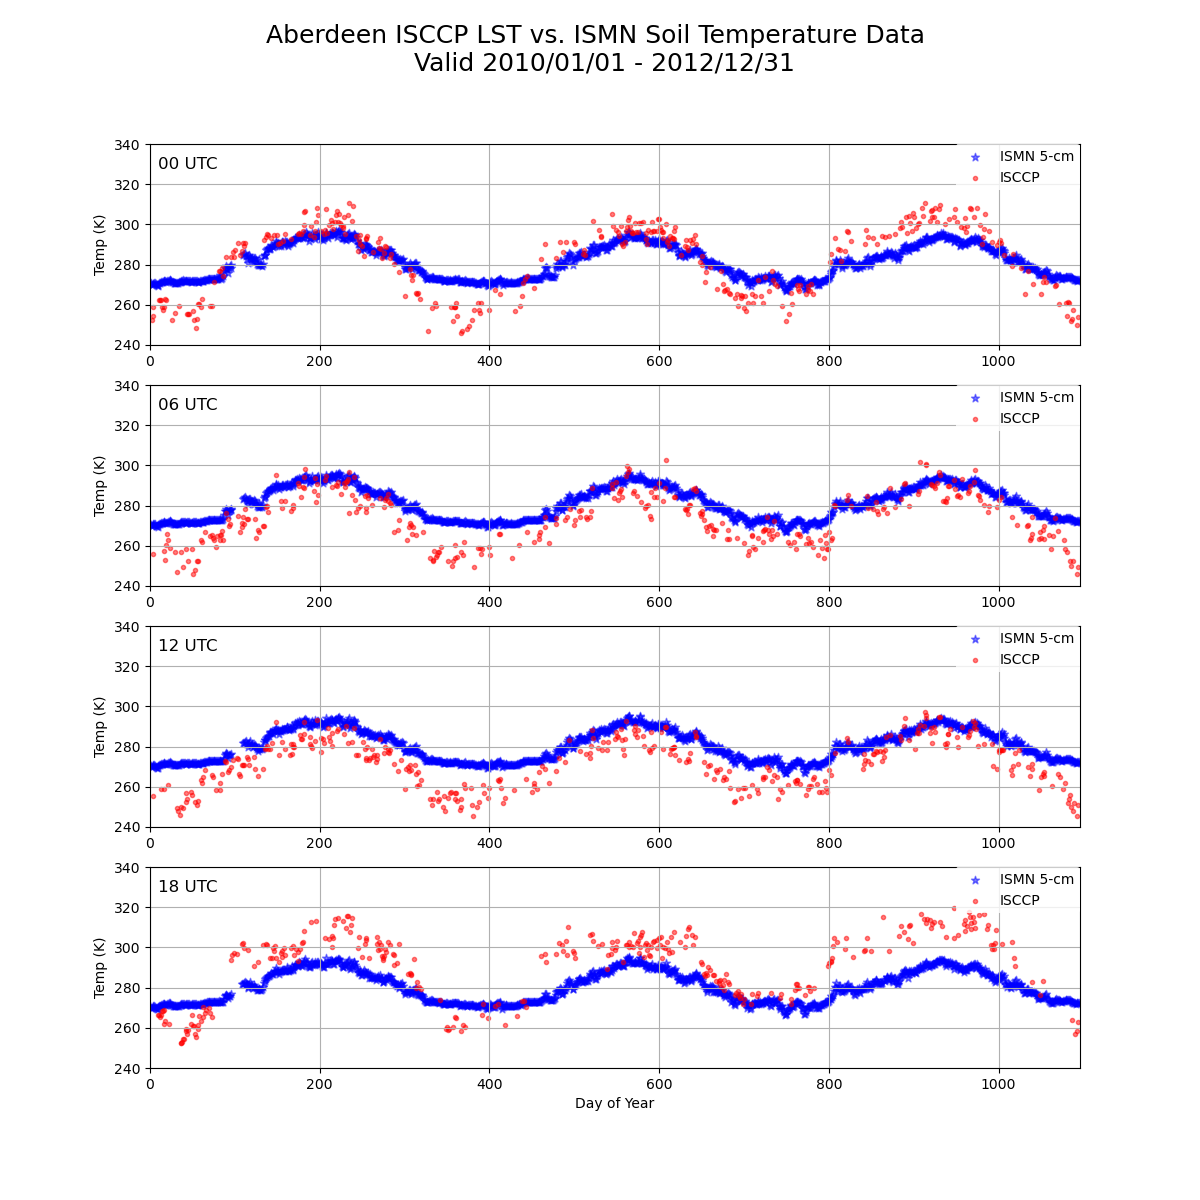 Aberdeen ISCCP LST vs. ISMN Soil Temperature Data
Valid 2010/01/01 - 2012/12/31
340
320
300
280
260
240
Temp (K)
00 UTC
ISMN 5-cm
ISCCP
0 200 400 600 800 1000
340
320
300
280
260
240
Temp (K)
06 UTC
ISMN 5-cm
ISCCP
0 200 400 600 800 1000
340
320
300
280
260
240
Temp (K)
12 UTC
ISMN 5-cm
ISCCP
0 200 400 600 800 1000
340
320
300
280
260
240
Temp (K)
18 UTC
ISMN 5-cm
ISCCP
0 200 400 600 800 1000
Day of Year